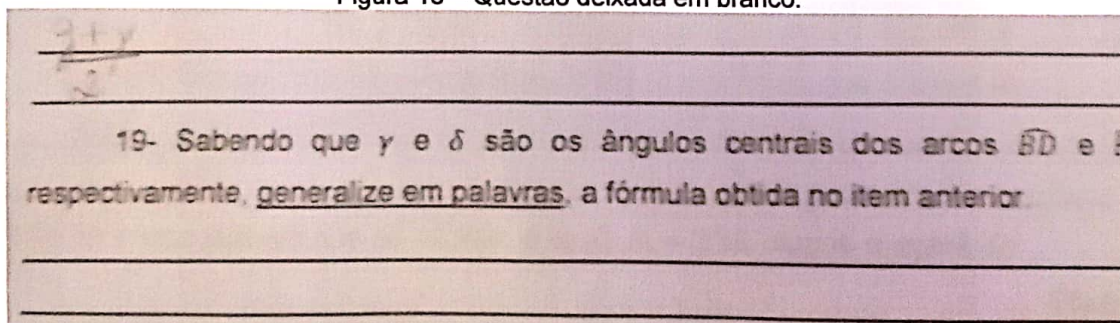 Figura 18 – Questão deixada em branco.
19- Sabendo que γ e δ são os ângulos centrais dos arcos B͡D e
respectivamente, generalize em palavras, a fórmula obtida no item anterior.